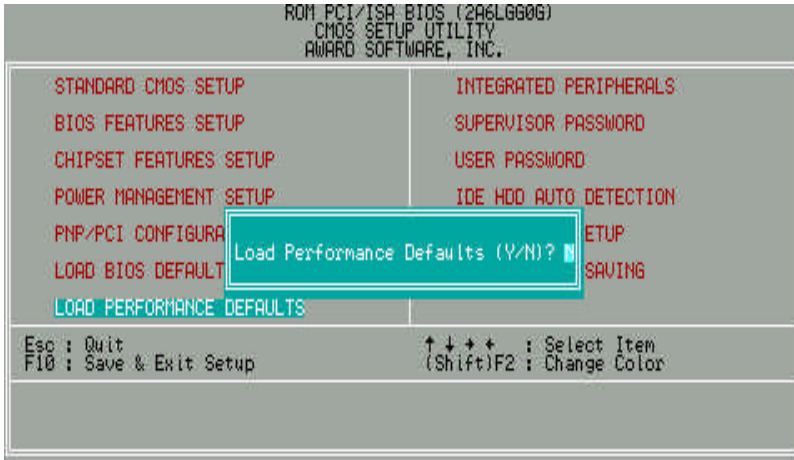 ROM PCI/ISA BIOS (2A6LGG0G)
CMOS SETUP UTILITY
AWARD SOFTWARE, INC.
STANDARD CMOS SETUP
BIOS FEATURES SETUP
CHIPSET FEATURES SETUP
POWER MANAGEMENT SETUP
PNP/PCI CONFIGURA
LOAD BIOS DEFAULT
LOAD PERFORMANCE DEFAULTS
INTEGRATED PERIPHERALS
SUPERVISOR PASSWORD
USER PASSWORD
IDE HDD AUTO DETECTION
ETUP
SAVING
Load Performance Defaults (Y/N)? N
Esc : Quit
F10 : Save & Exit Setup
↑ ↓ → ← : Select Item
(Shift)F2 : Change Color